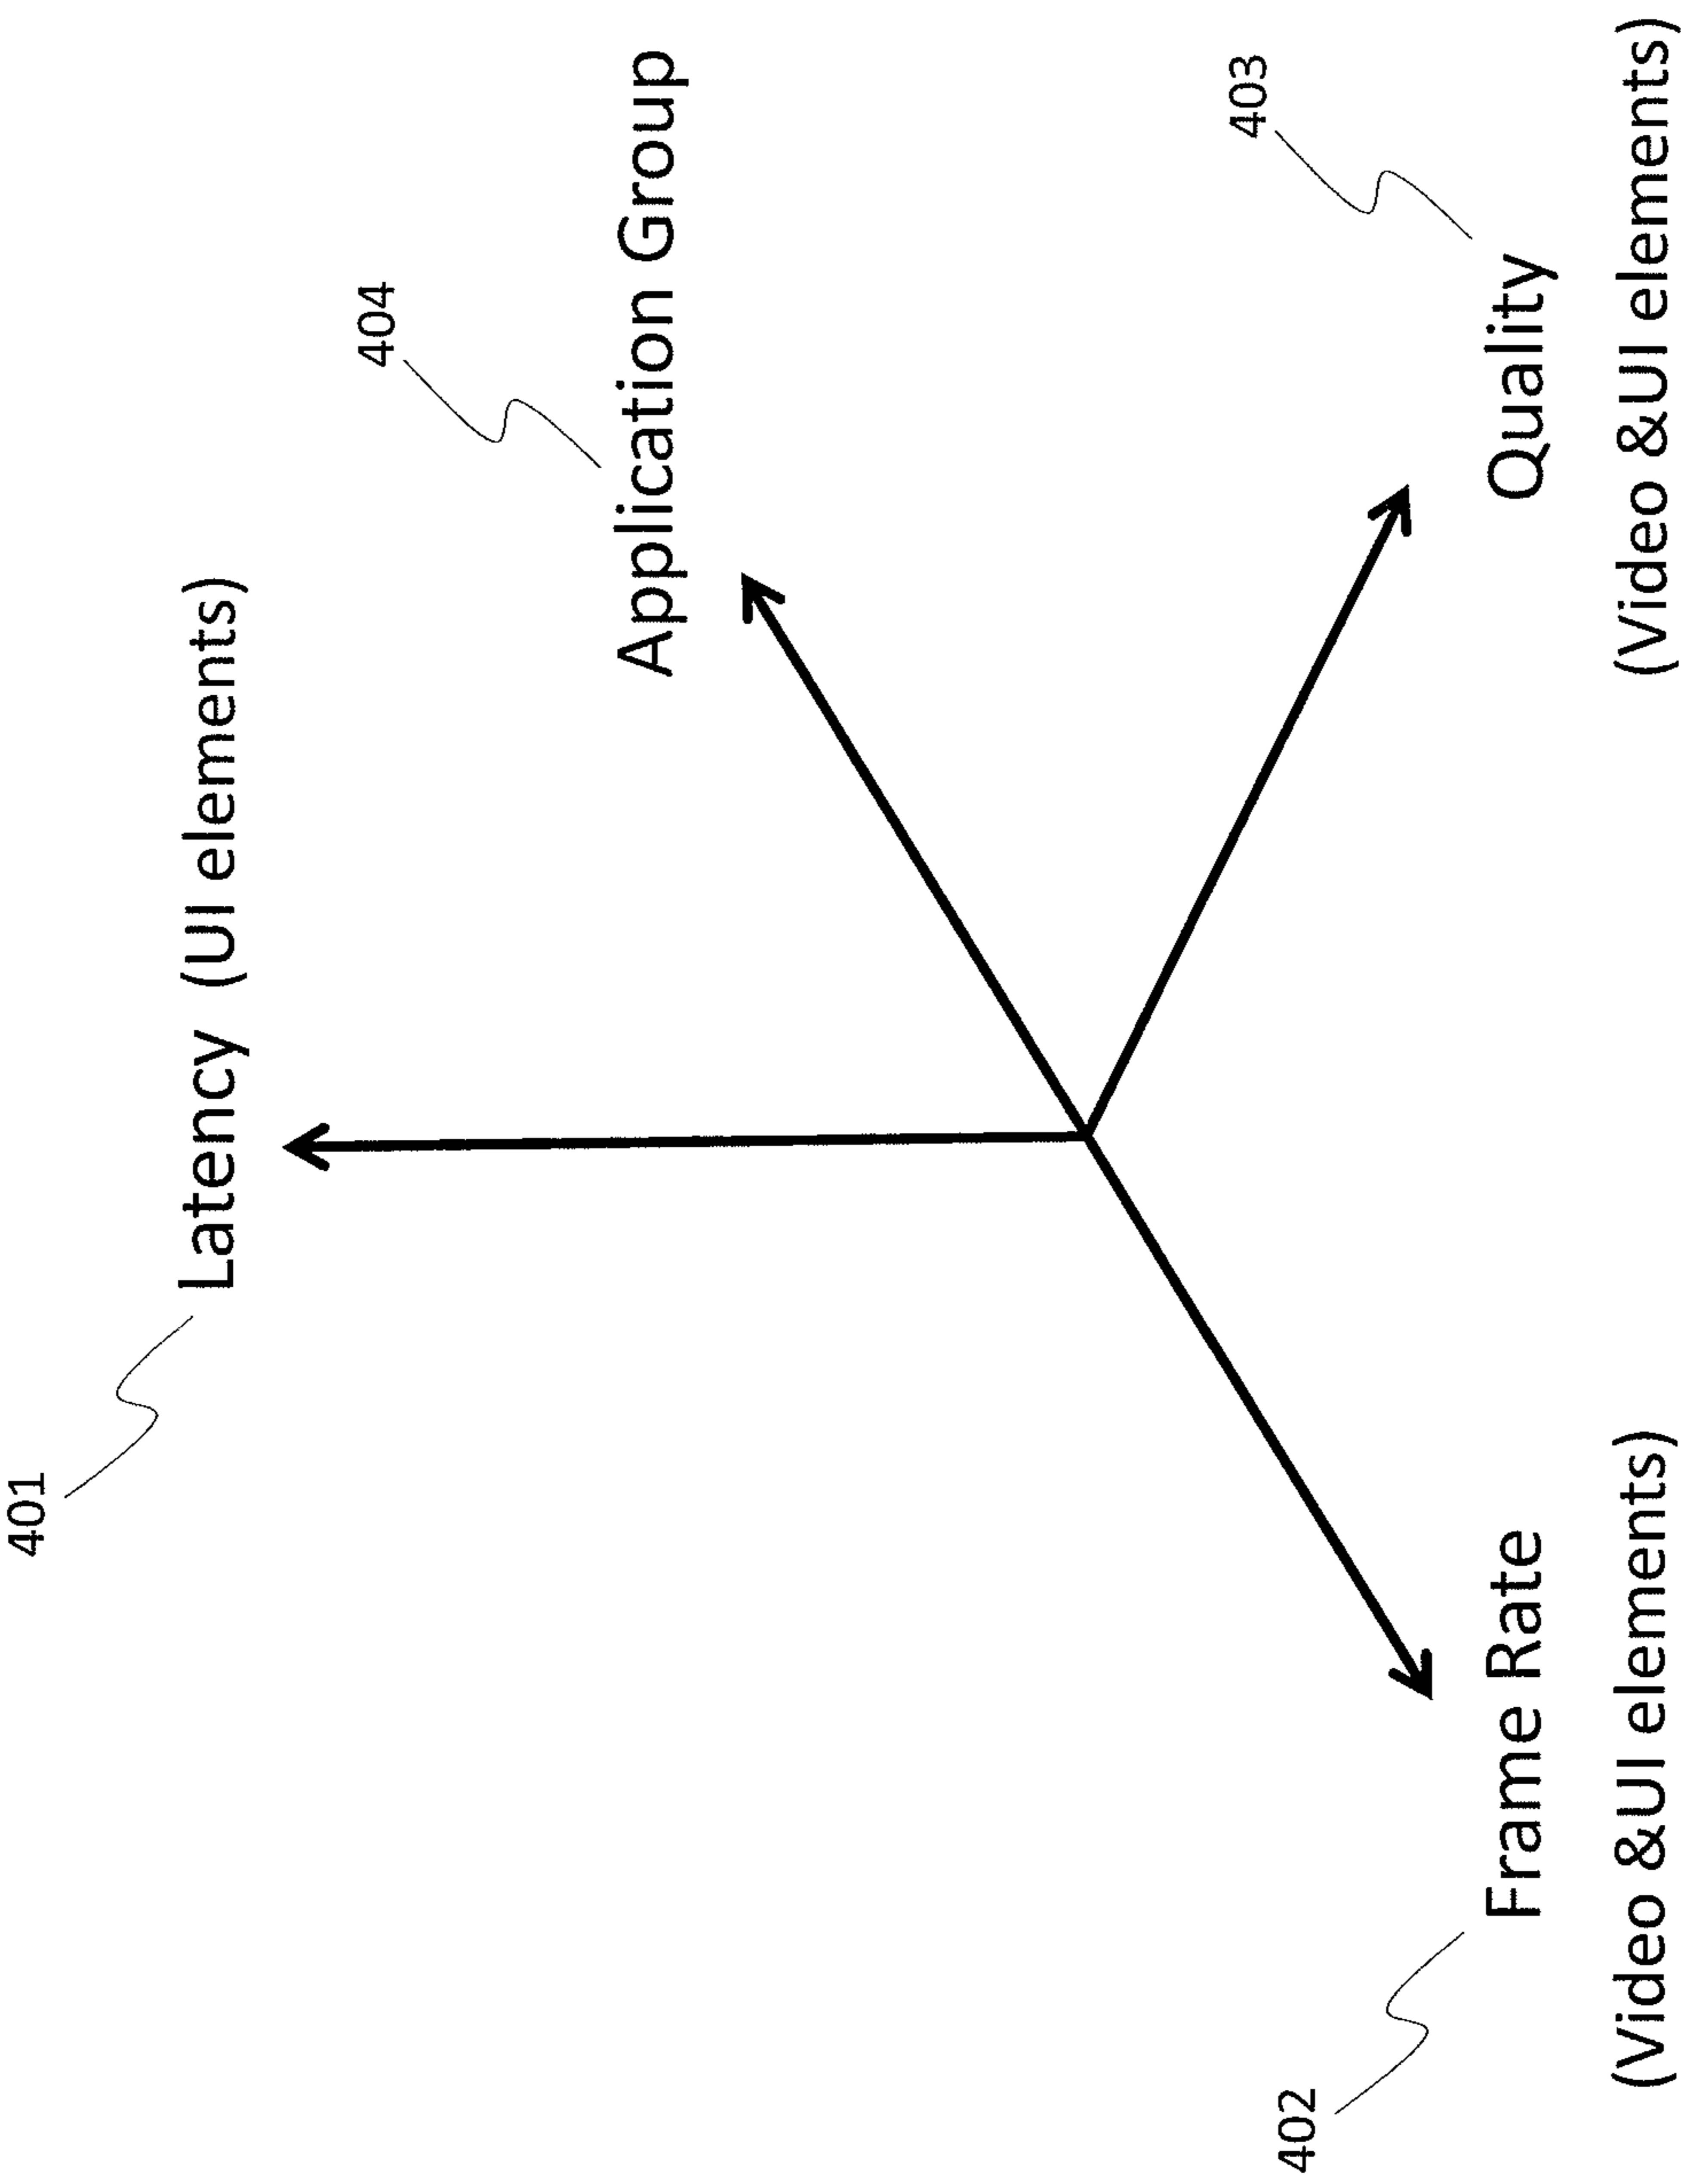 401
Latency (UI elements)
404
Application Group
403
Quality
(Video &UI elements)
402
Frame Rate
(Video &UI elements)